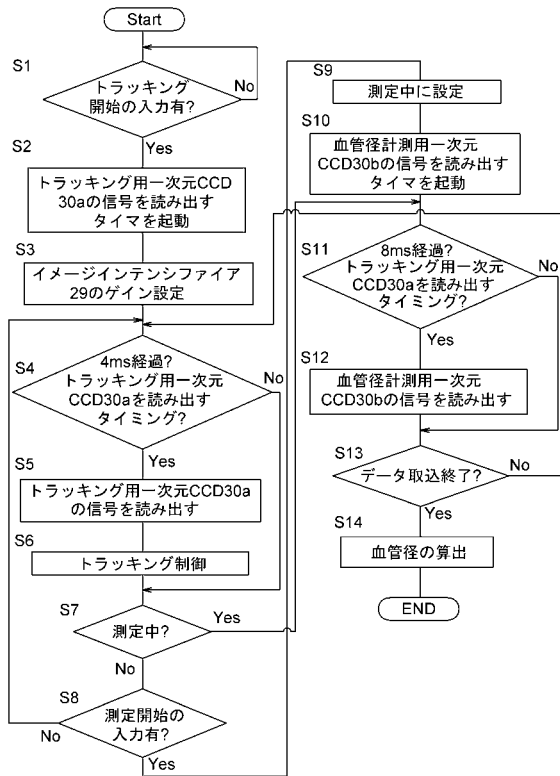 Start
S1
トラッキング
開始の入力有?
No
Yes
S2
トラッキング用一次元CCD
30aの信号を読み出す
タイマを起動
S3
イメージインテンシファイア
29のゲイン設定
S4
4ms経過?
トラッキング用一次元
CCD30aを読み出す
タイミング?
No
Yes
S5
トラッキング用一次元CCD30a
の信号を読み出す
S6
トラッキング制御
S7
測定中?
Yes
No
S8
測定開始の
入力有?
No
Yes
S9
測定中に設定
S10
血管径計測用一次元
CCD30bの信号を読み出す
タイマを起動
S11
8ms経過?
トラッキング用一次元
CCD30aを読み出す
タイミング?
No
Yes
S12
血管径計測用一次元
CCD30bの信号を読み出す
S13
データ取込終了?
No
Yes
S14
血管径の算出
END